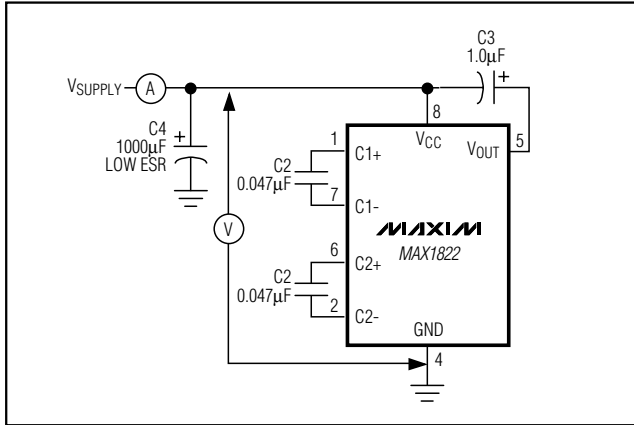 C3
1.0µF
+
VSUPPLY
A
8
C4
+
1000µF
LOW ESR
VCC
VOUT
5
1
C1+
C2
0.047µF
7
C1-
V
MAXIM
MAX1822
6
C2+
C2
0.047µF
2
C2-
GND
4